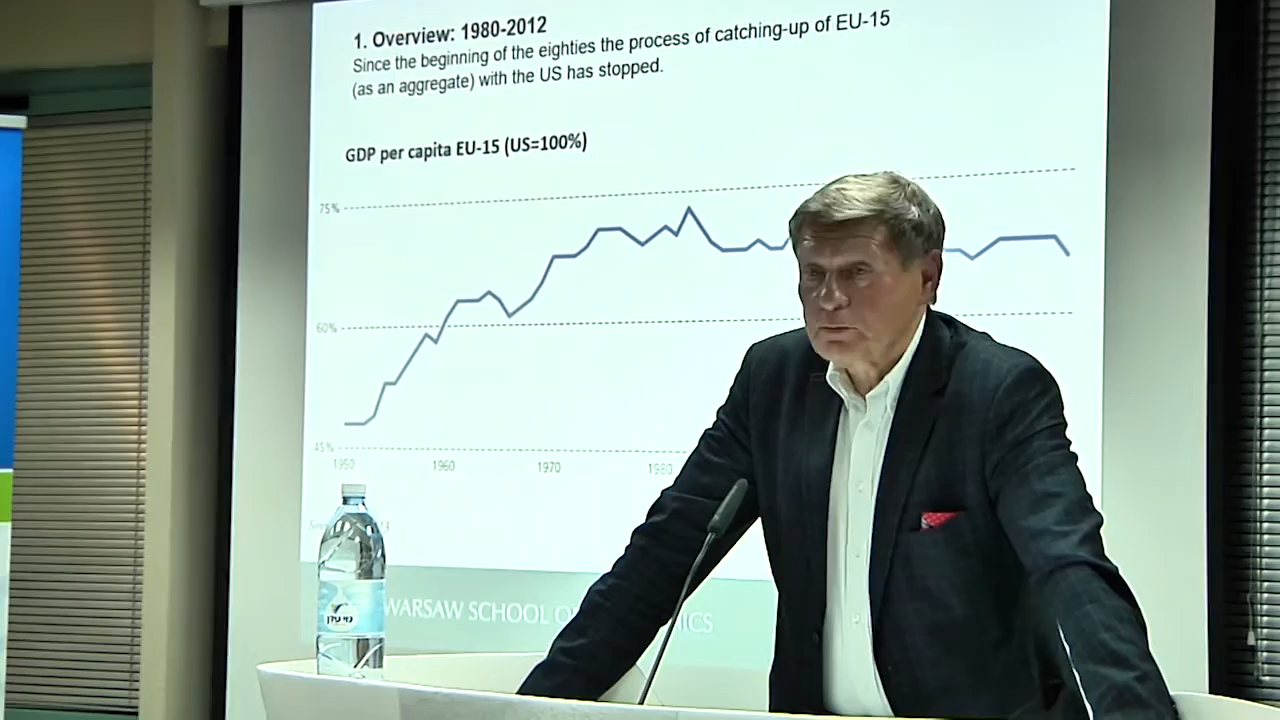 1. Overview: 1980-2012
Since the beginning of the eighties the process of catching-up of EU-15
(as an aggregate) with the US has stopped.
GDP per capita EU-15 (US=100%)
75%
60%
45%
1950 1960 1970 1980
מי עדן
WARSAW SCHOOL